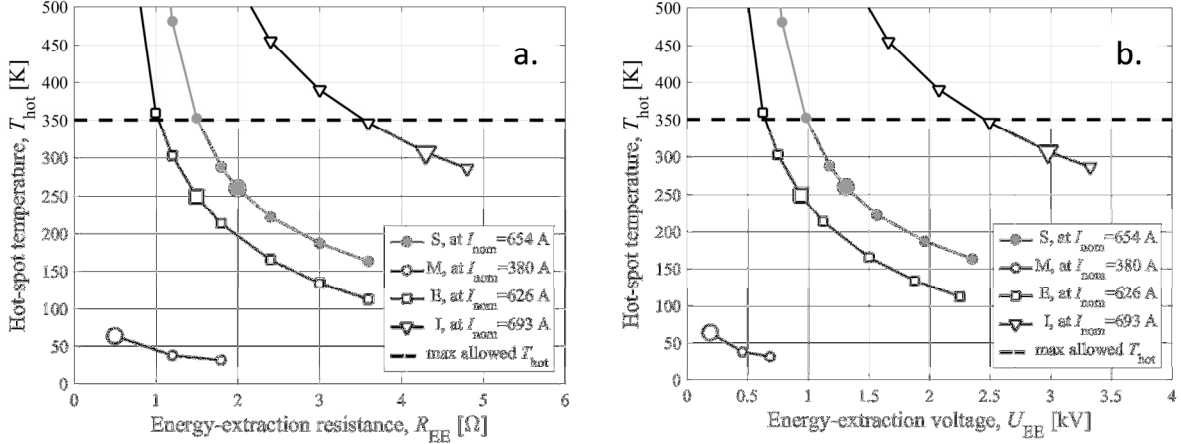 a.
500
450
400
350
300
250
200
150
100
50
0
Hot-spot temperature, T_hot [K]
S, at I_nom=654 A
M, at I_nom=380 A
E, at I_nom=626 A
I, at I_nom=693 A
max allowed T_hot
0 1 2 3 4 5 6
Energy-extraction resistance, R_EE [Ω]
b.
500
450
400
350
300
250
200
150
100
50
0
Hot-spot temperature, T_hot [K]
S, at I_nom=654 A
M, at I_nom=380 A
E, at I_nom=626 A
I, at I_nom=693 A
max allowed T_hot
0 0.5 1 1.5 2 2.5 3 3.5 4
Energy-extraction voltage, U_EE [kV]